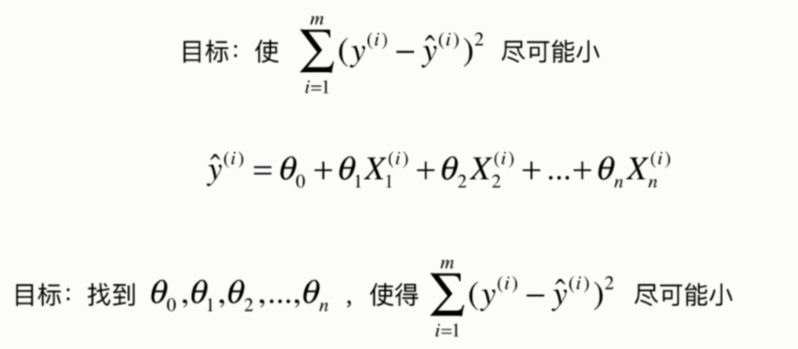 目标：使 $\sum_{i=1}^{m}(y^{(i)} - \hat{y}^{(i)})^2$ 尽可能小
$\hat{y}^{(i)} = \theta_0 + \theta_1 X_1^{(i)} + \theta_2 X_2^{(i)} + ... + \theta_n X_n^{(i)}$
目标：找到 $\theta_0, \theta_1, \theta_2, ..., \theta_n$ ，使得 $\sum_{i=1}^{m}(y^{(i)} - \hat{y}^{(i)})^2$ 尽可能小